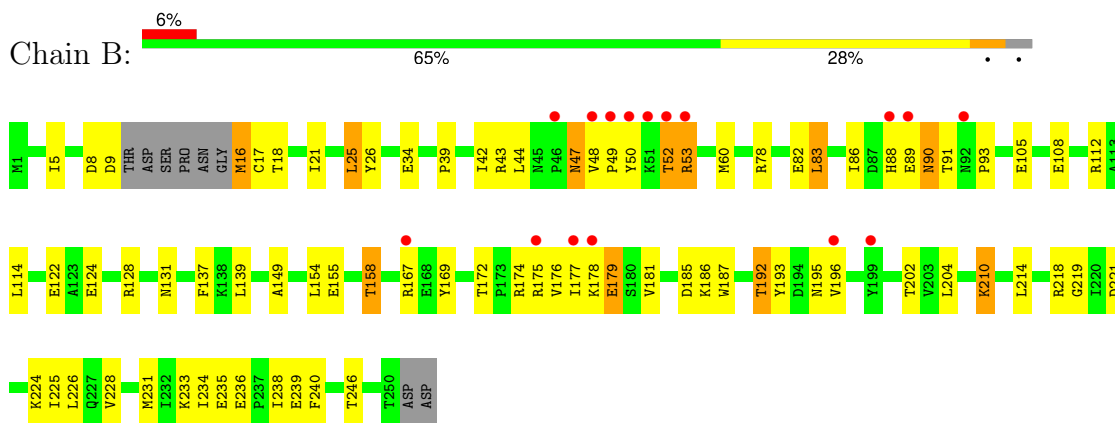 6%
Chain B:
65% 28% • •
M1 I5 D8 D9 THR ASP SER PRO ASN GLY M16 C17 T18 I21 L25 Y26 E34 P39 I42 R43 L44 N45 P46 N47 V48 P49 Y50 K51 T52 R53 M60 R78 E82 L83 I86 D87 H88 E89 N90 T91 N92 P93 E105 E108 R112 A113
L114 E122 A123 E124 R128 N131 F137 K138 L139 A149 L154 E155 T158 R167 E168 Y169 T172 P173 R174 R175 V176 I177 K178 E179 S180 V181 D185 K186 W187 T192 Y193 D194 N195 V196 Y199 T202 V203 L204 K210 L214 R218 G219 I220
K224 I225 L226 Q227 V228 M231 I232 K233 I234 E235 E236 P237 I238 E239 F240 T246 T250 ASP ASP